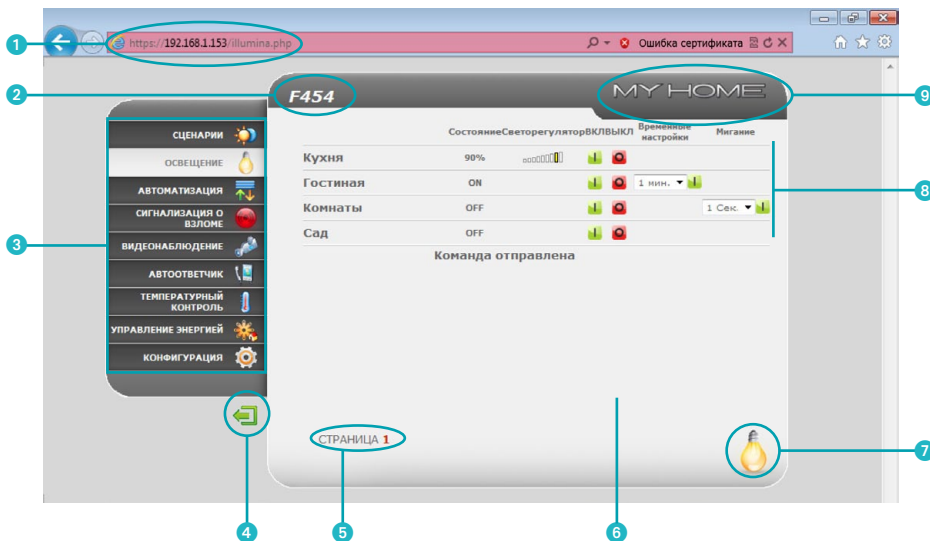 https://192.168.1.153/illumina.php
Ошибка сертификата
1
2
F454
MY HOME
9
СЦЕНАРИИ
ОСВЕЩЕНИЕ
АВТОМАТИЗАЦИЯ
СИГНАЛИЗАЦИЯ О
ВЗЛОМЕ
ВИДЕОНАБЛЮДЕНИЕ
АВТООТВЕТЧИК
ТЕМПЕРАТУРНЫЙ
КОНТРОЛЬ
УПРАВЛЕНИЕ ЭНЕРГИЕЙ
КОНФИГУРАЦИЯ
3
Состояние Светорегулятор ВКЛ ВЫКЛ Временные настройки Мигание
Кухня 90%
Гостиная ON 1 мин.
Комнаты OFF 1 Сек.
Сад OFF
8
Команда отправлена
СТРАНИЦА 1
7
4
5
6